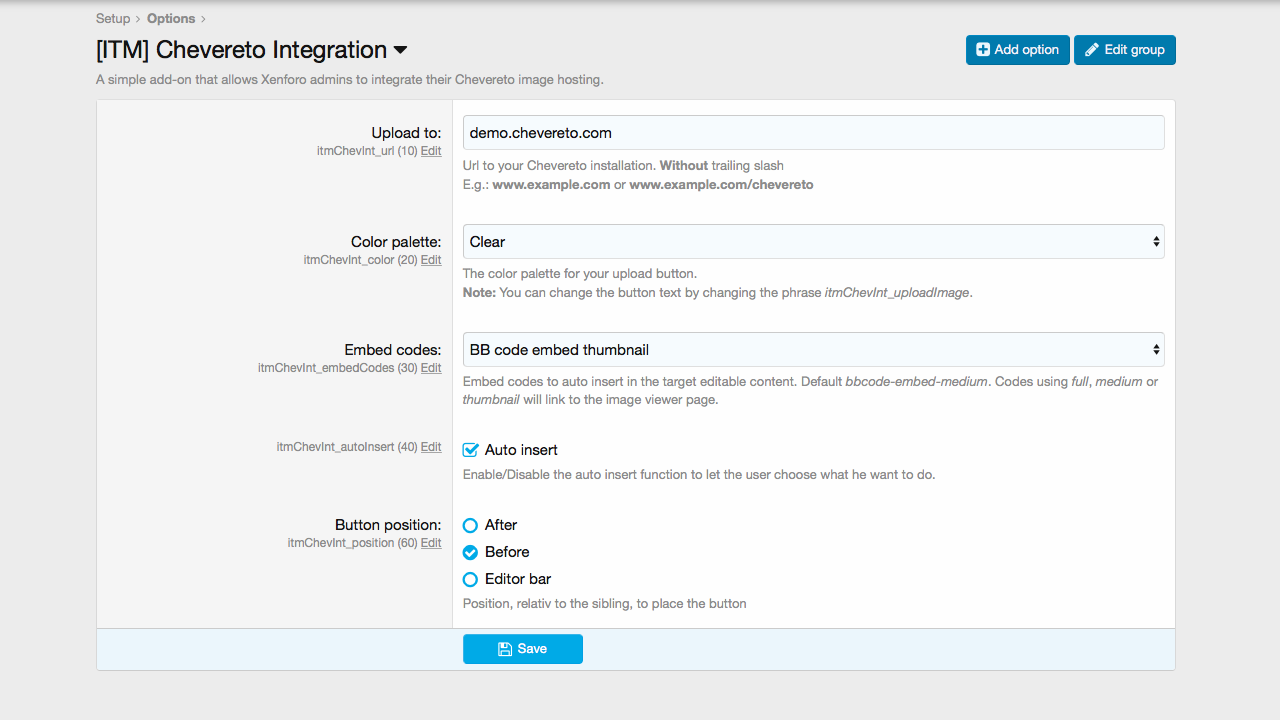 Setup > Options >
[ITM] Chevereto Integration
Add option
Edit group
A simple add-on that allows Xenforo admins to integrate their Chevereto image hosting.
Upload to:
itmChevInt_url (10) Edit
demo.chevereto.com
Url to your Chevereto installation. Without trailing slash
E.g.: www.example.com or www.example.com/chevereto
Color palette:
itmChevInt_color (20) Edit
Clear
The color palette for your upload button.
Note: You can change the button text by changing the phrase itmChevInt_uploadImage.
Embed codes:
itmChevInt_embedCodes (30) Edit
BB code embed thumbnail
Embed codes to auto insert in the target editable content. Default bbcode-embed-medium. Codes using full, medium or
thumbnail will link to the image viewer page.
itmChevInt_autoInsert (40) Edit
Auto insert
Enable/Disable the auto insert function to let the user choose what he want to do.
Button position:
itmChevInt_position (60) Edit
After
Before
Editor bar
Position, relativ to the sibling, to place the button
Save